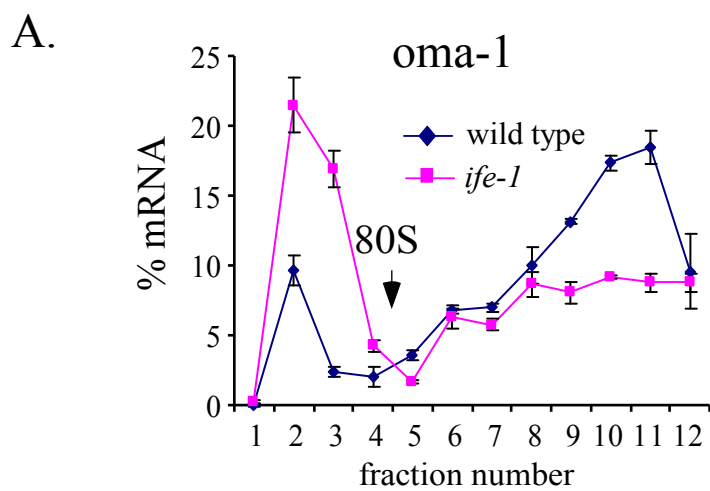 A.
oma-1
25
20
15
10
5
0
% mRNA
wild type
ife-1
80S
1 2 3 4 5 6 7 8 9 10 11 12
fraction number